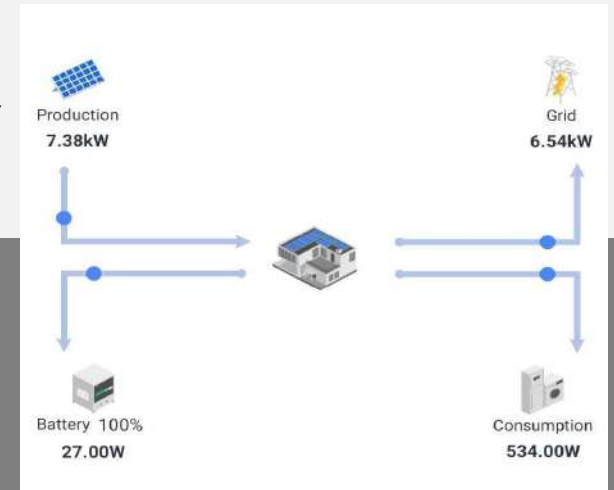 Production
7.38kW
Grid
6.54kW
Battery 100%
27.00W
Consumption
534.00W